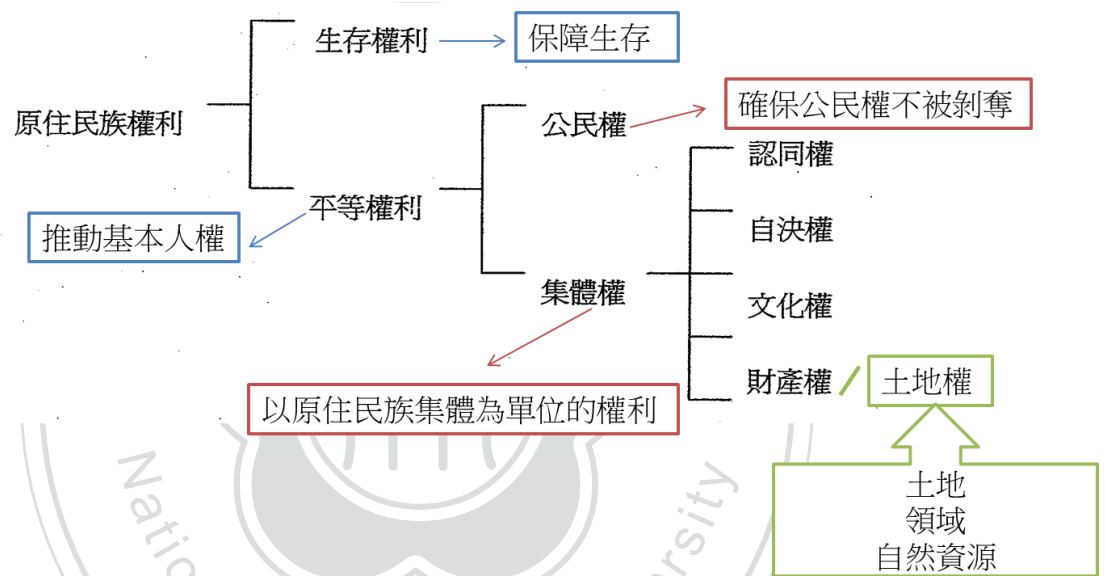 生存權利
保障生存
原住民族權利
公民權
確保公民權不被剝奪
認同權
平等權利
推動基本人權
自決權
集體權
文化權
財產權
土地權
以原住民族集體為單位的權利
土地
領域
自然資源
Natio
ersity